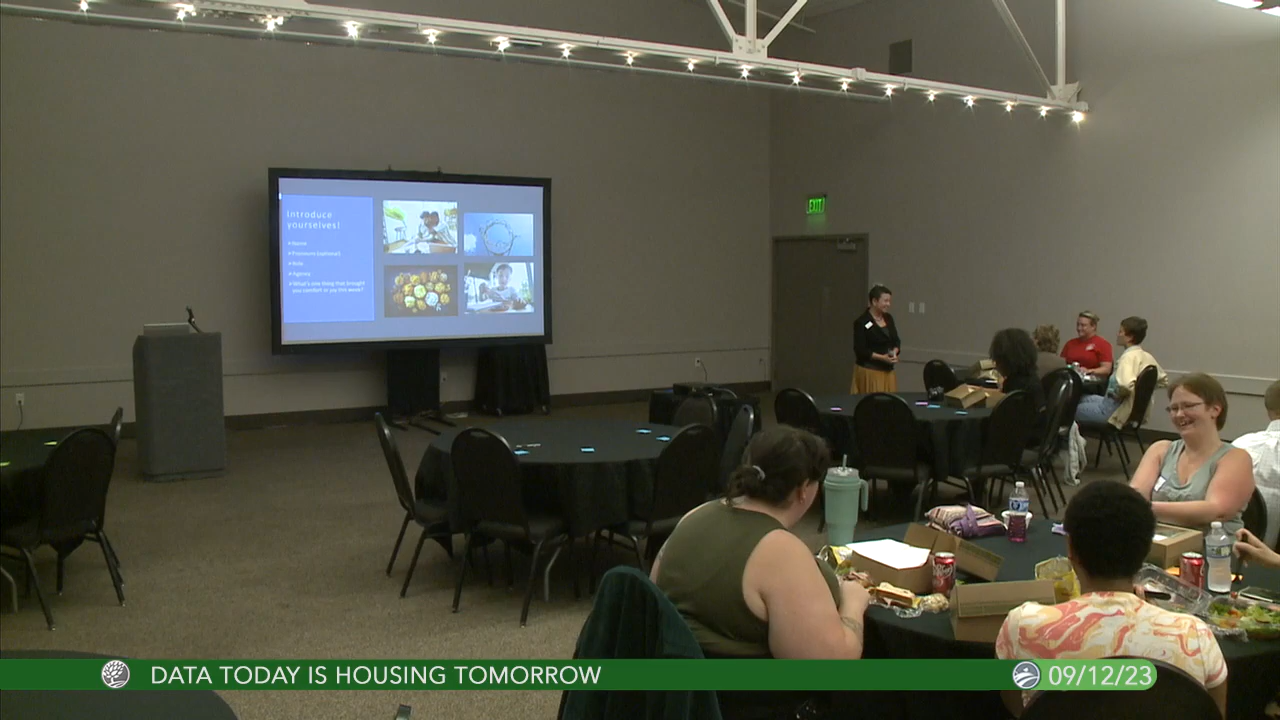 EXIT
Introduce
yourselves!
Name
Pronouns (optional)
Role
Agency
What's one thing that brought
you comfort or joy this week?
DATA TODAY IS HOUSING TOMORROW
09/12/23